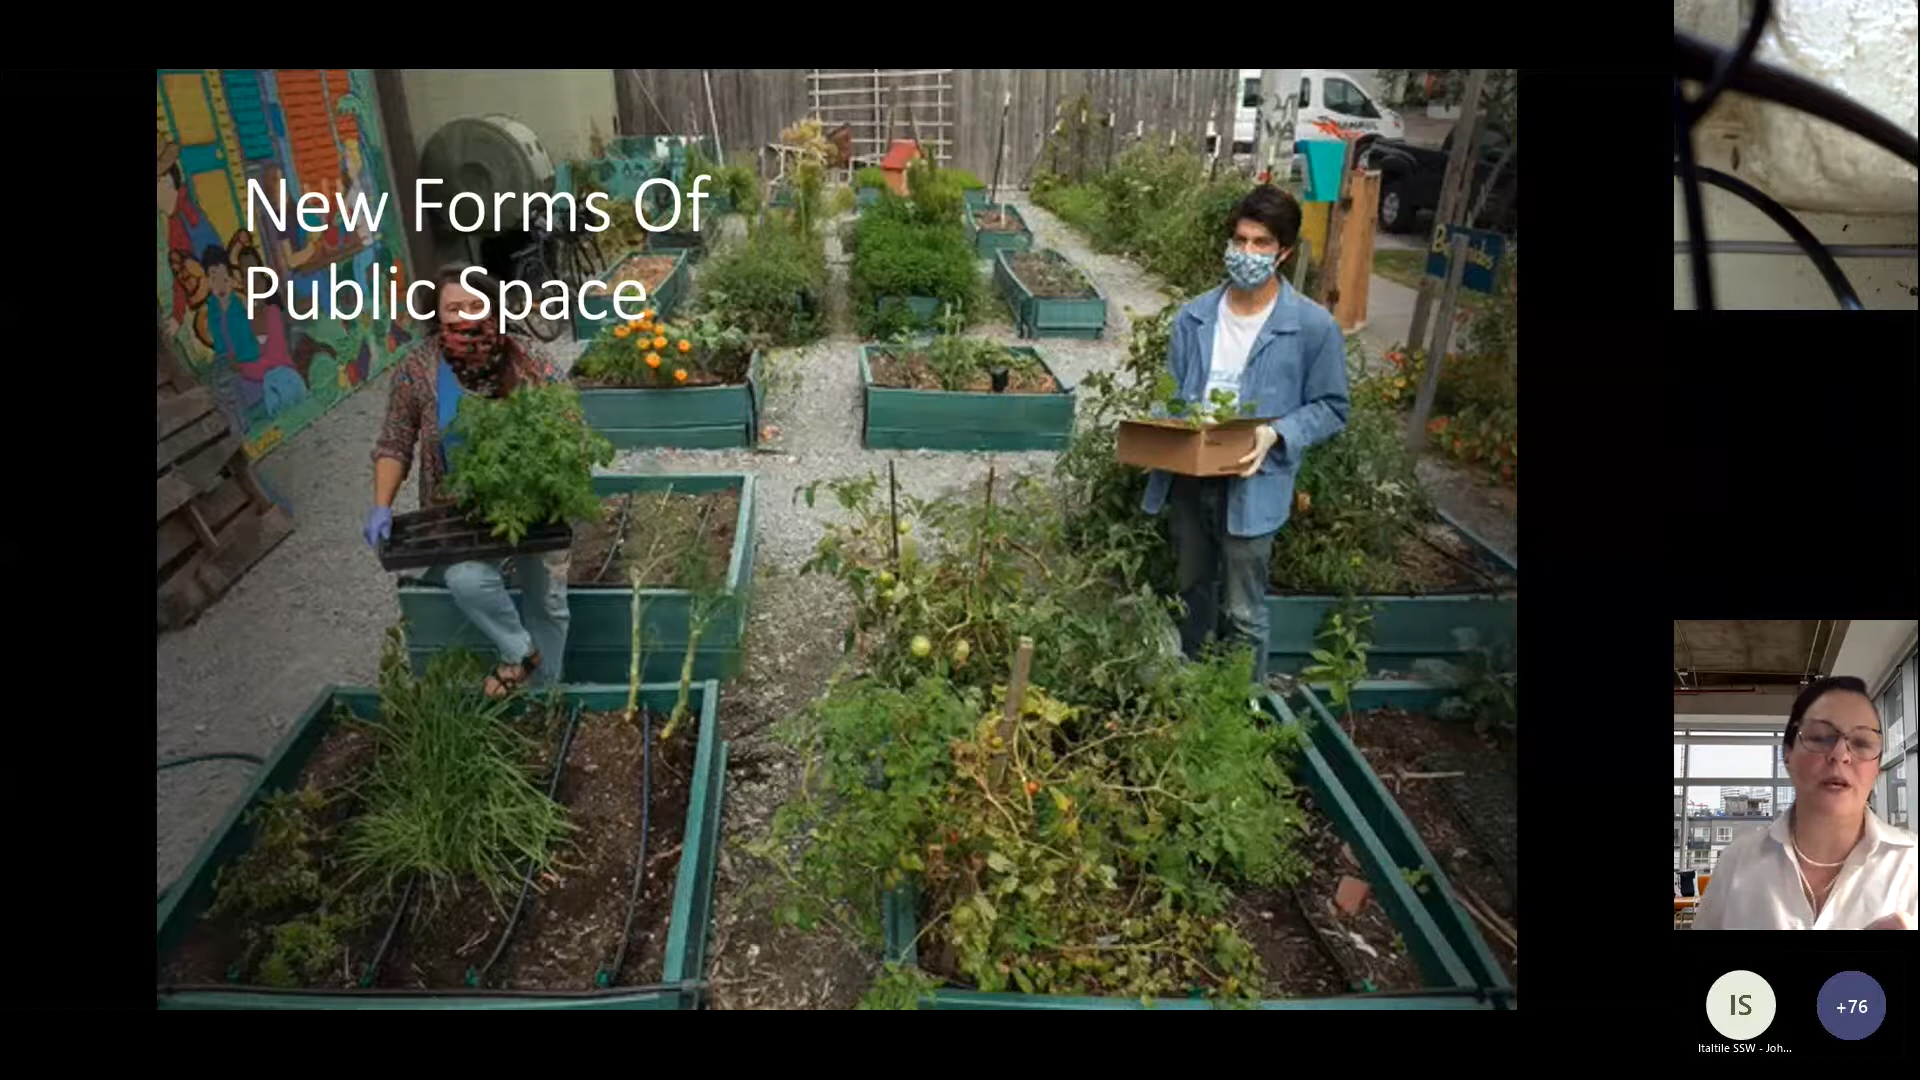 New Forms Of
Public Space
IS
+76
Italtile SSW - Joh...